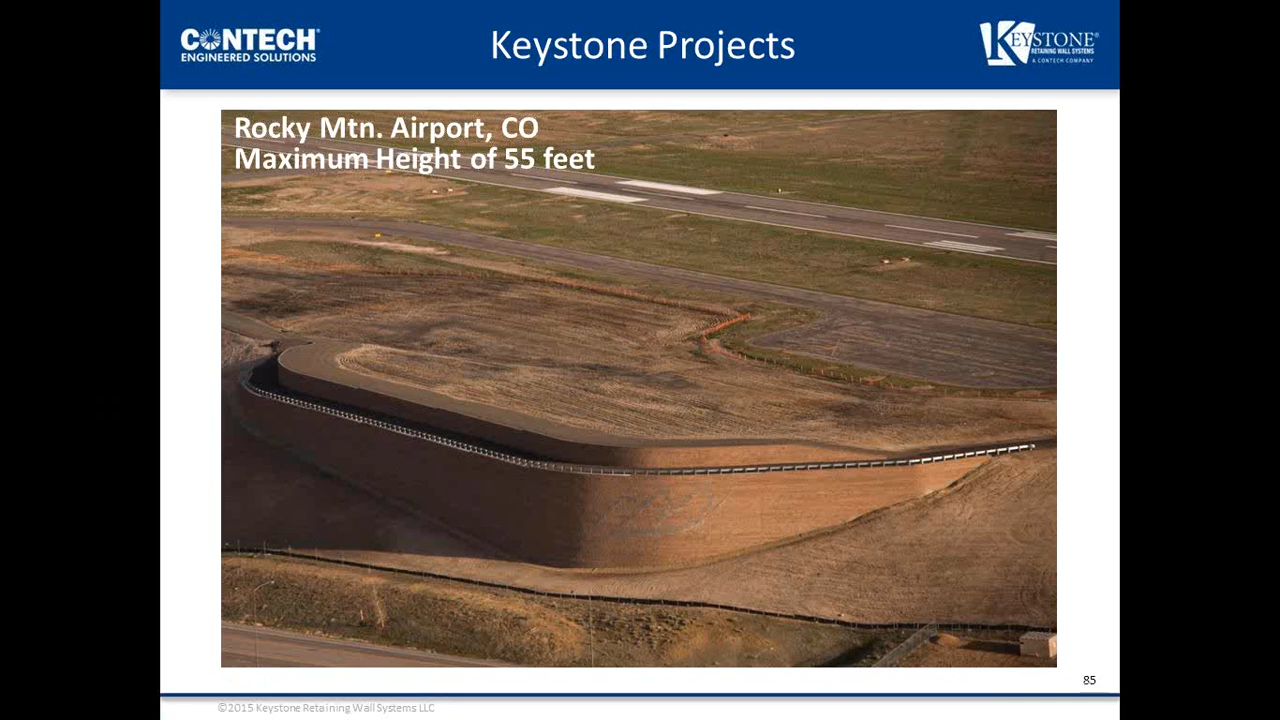 CONTECH®
ENGINEERED SOLUTIONS
Keystone Projects
KEYSTONE®
RETAINING WALL SYSTEMS
A CONTECH COMPANY
Rocky Mtn. Airport, CO
Maximum Height of 55 feet
85
©2015 Keystone Retaining Wall Systems LLC